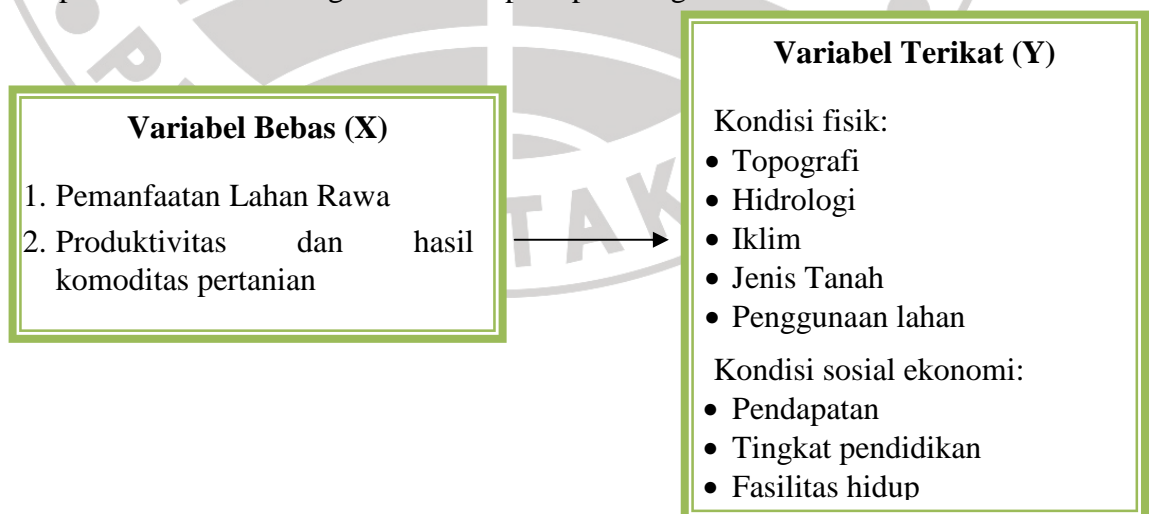 Variabel Bebas (X)
1. Pemanfaatan Lahan Rawa
2. Produktivitas dan hasil
komoditas pertanian
Variabel Terikat (Y)
Kondisi fisik:
• Topografi
• Hidrologi
• Iklim
• Jenis Tanah
• Penggunaan lahan
Kondisi sosial ekonomi:
• Pendapatan
• Tingkat pendidikan
• Fasilitas hidup